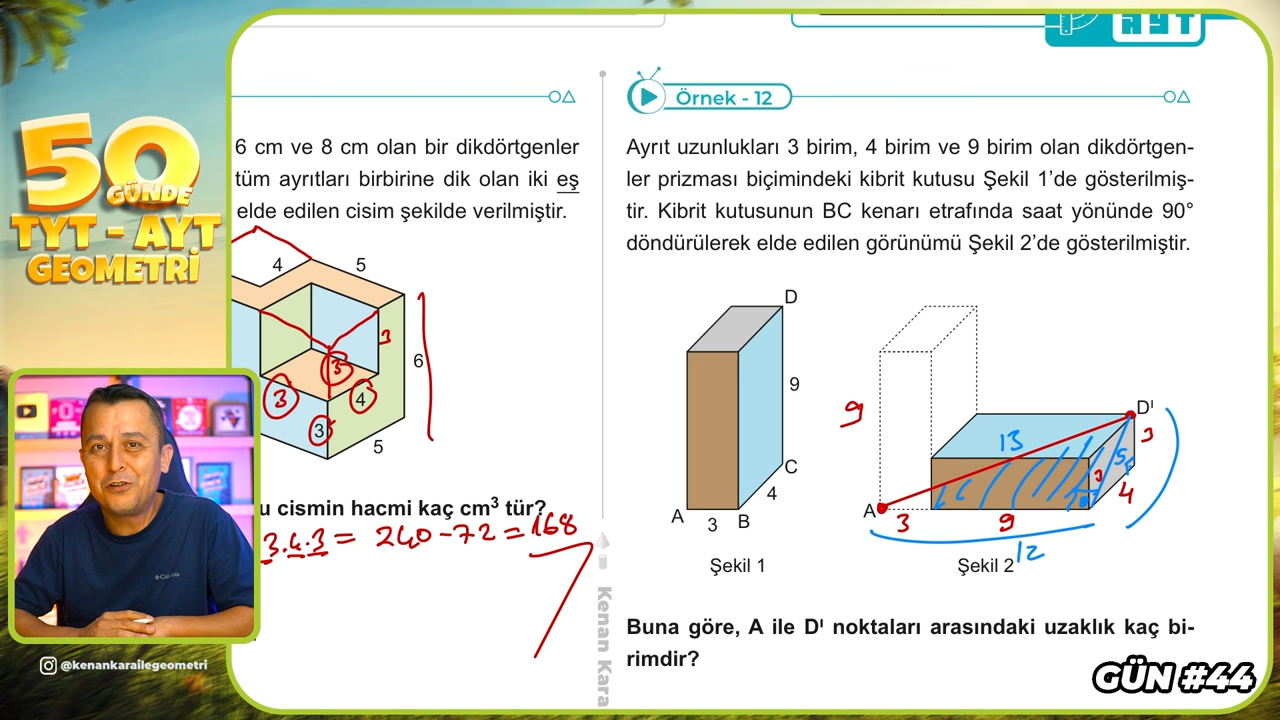 50
GÜNDE
TYT - AYT
GEOMETRİ
@kenankarailegeometri
6 cm ve 8 cm olan bir dikdörtgenler
tüm ayrıtları birbirine dik olan iki eş
elde edilen cisim şekilde verilmiştir.
4
5
3
6
3
3
4
3
5
u cismin hacmi kaç cm³ tür?
3.4.3 = 240-72 = 168
Kenan Kara
AYT
Örnek - 12
Ayrıt uzunlukları 3 birim, 4 birim ve 9 birim olan dikdörtgen-
ler prizması biçimindeki kibrit kutusu Şekil 1'de gösterilmiş-
tir. Kibrit kutusunun BC kenarı etrafında saat yönünde 90°
döndürülerek elde edilen görünümü Şekil 2'de gösterilmiştir.
D
9
C
4
A
3
B
Şekil 1
9
D'
13
3
5
3
4
A
3
9
12
Şekil 2
Buna göre, A ile D' noktaları arasındaki uzaklık kaç bi-
rimdir?
GÜN #44